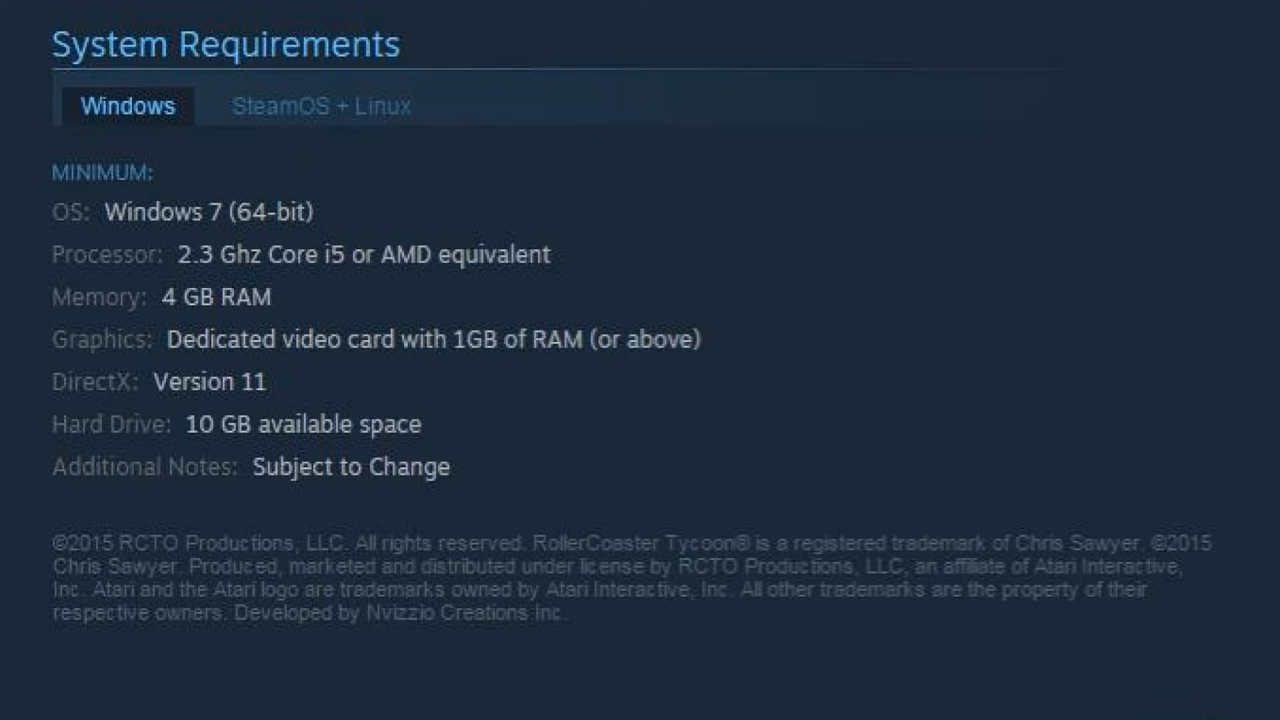 System Requirements
Windows SteamOS + Linux
MINIMUM:
OS: Windows 7 (64-bit)
Processor: 2.3 Ghz Core i5 or AMD equivalent
Memory: 4 GB RAM
Graphics: Dedicated video card with 1GB of RAM (or above)
DirectX: Version 11
Hard Drive: 10 GB available space
Additional Notes: Subject to Change
©2015 RCTO Productions, LLC. All rights reserved. RollerCoaster Tycoon® is a registered trademark of Chris Sawyer. ©2015
Chris Sawyer. Produced, marketed and distributed under license by RCTO Productions, LLC, an affiliate of Atari Interactive,
Inc. Atari and the Atari logo are trademarks owned by Atari Interactive, Inc. All other trademarks are the property of their
respective owners. Developed by Nvizzio Creations Inc.